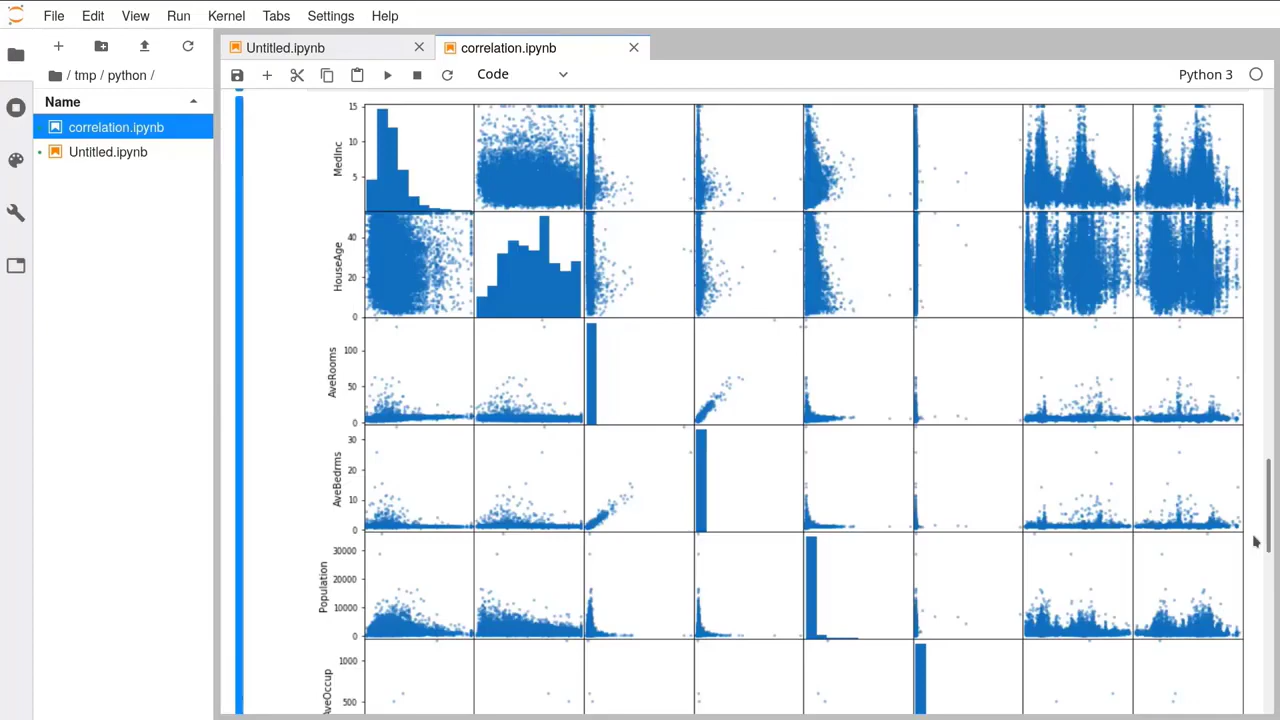 File Edit View Run Kernel Tabs Settings Help
Untitled.ipynb correlation.ipynb
/ tmp / python /
Code
Python 3
Name
correlation.ipynb
Untitled.ipynb
MedInc
15
10
5
HouseAge
40
20
0
AveRooms
100
50
0
AveBedrms
30
20
10
0
Population
30000
20000
10000
0
AveOccup
1000
500